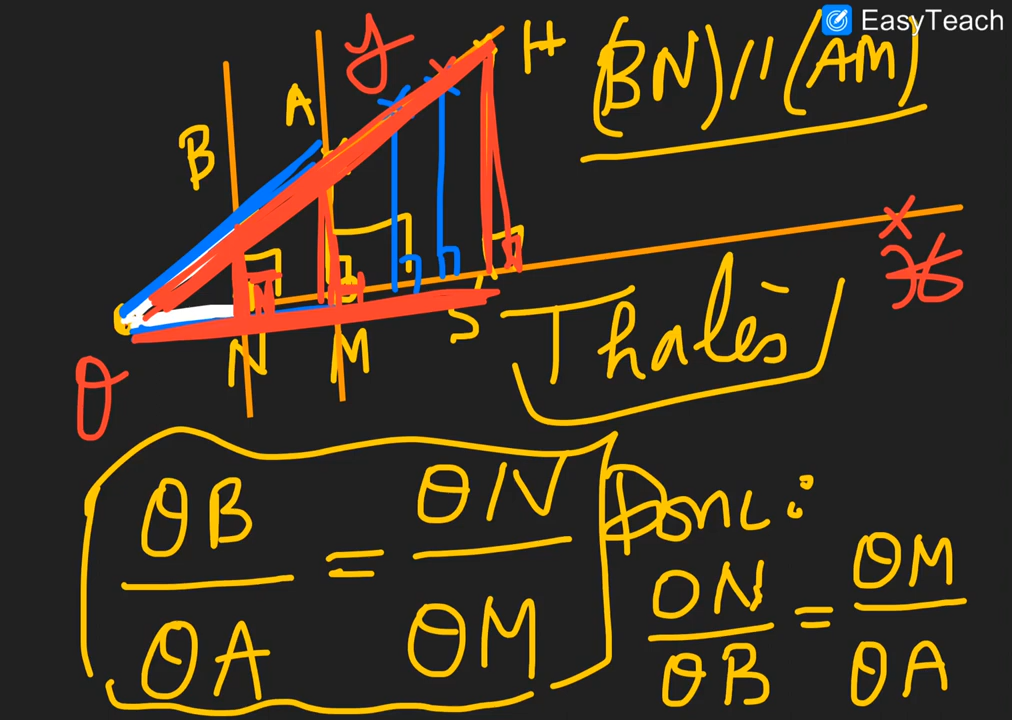 EasyTeach
y
H
(BN) // (AM)
A
B
x
N
M
S
Thalès
O
OB/OA = ON/OM
Donc :
ON/OB = OM/OA